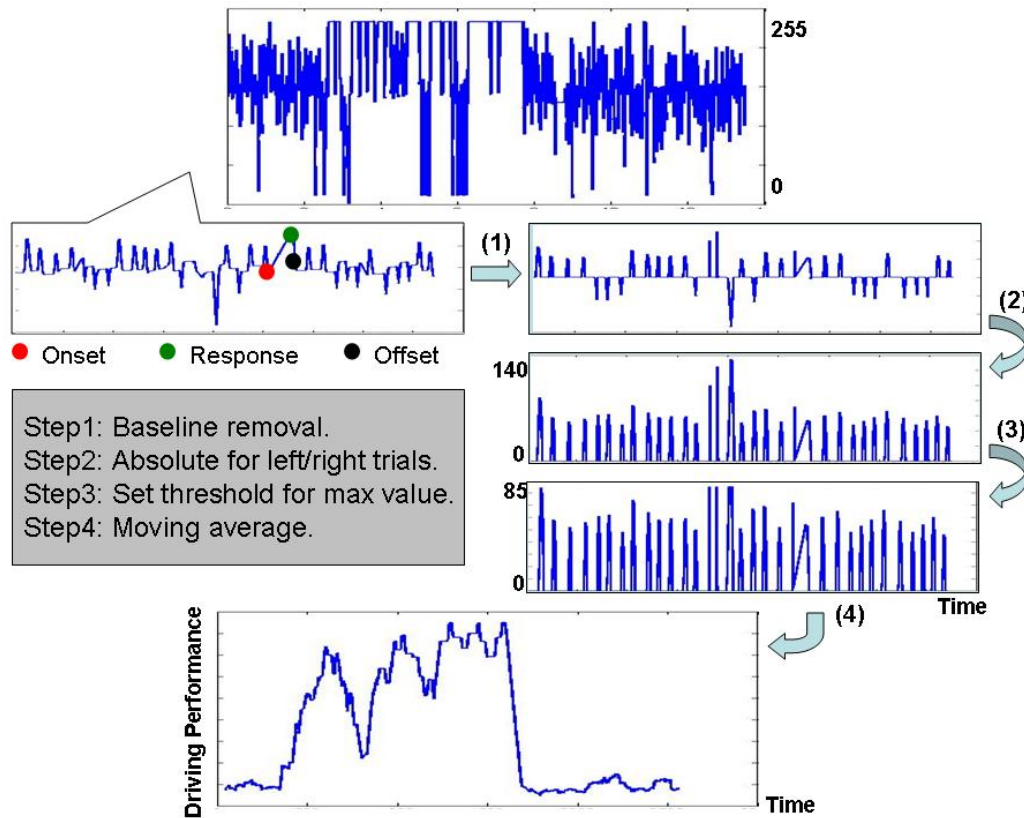 255
0
(1)
(2)
Onset
Response
Offset
140
0
(3)
Step1: Baseline removal.
Step2: Absolute for left/right trials.
Step3: Set threshold for max value.
Step4: Moving average.
85
0
Time
(4)
Driving Performance
Time